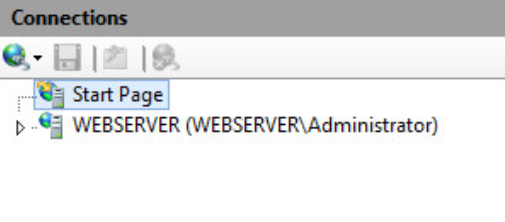 Connections
Start Page
WEBSERVER (WEBSERVER\Administrator)